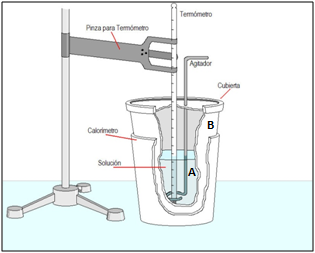 Termómetro
Pinza para Termómetro
Agitador
Cubierta
B
Calorímetro
Solución
A